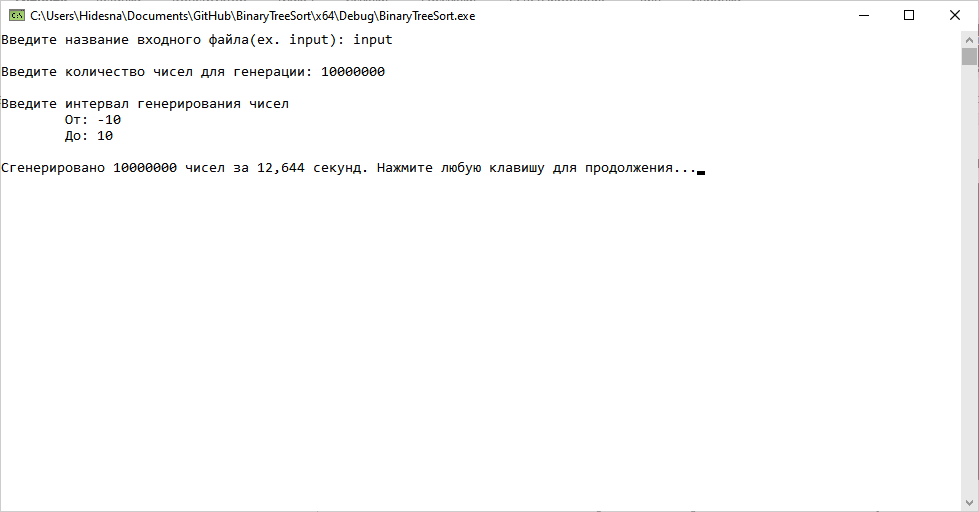 C:\Users\Hidesna\Documents\GitHub\BinaryTreeSort\x64\Debug\BinaryTreeSort.exe
Введите название входного файла(ex. input): input
Введите количество чисел для генерации: 10000000
Введите интервал генерирования чисел
От: -10
До: 10
Сгенерировано 10000000 чисел за 12,644 секунд. Нажмите любую клавишу для продолжения...